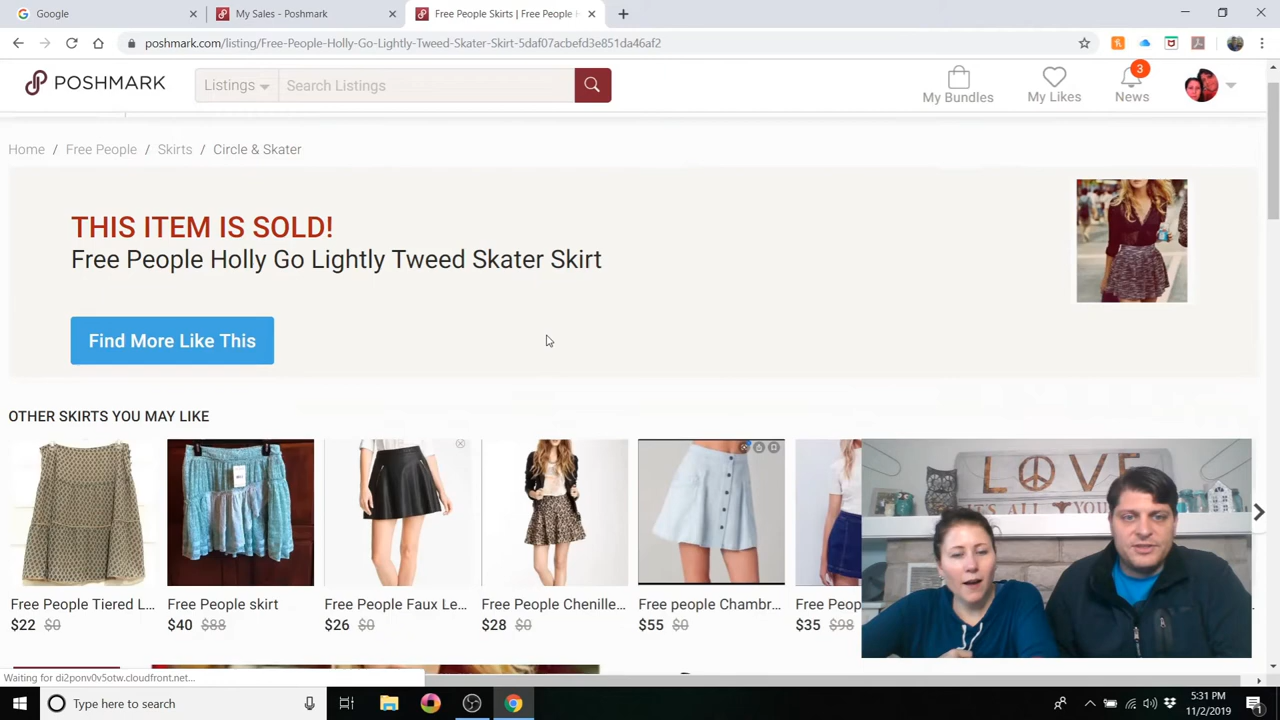 Google
My Sales - Poshmark
Free People Skirts | Free People H
poshmark.com/listing/Free-People-Holly-Go-Lightly-Tweed-Skater-Skirt-5daf07acbefd3e851da46af2
POSHMARK
Listings
Search Listings
My Bundles
My Likes
3
News
Home / Free People / Skirts / Circle & Skater
THIS ITEM IS SOLD!
Free People Holly Go Lightly Tweed Skater Skirt
Find More Like This
OTHER SKIRTS YOU MAY LIKE
LOVE
IT'S ALL YOU
Free People Tiered L...
$22 $0
Free People skirt
$40 $88
Free People Faux Le...
$26 $0
Free People Chenille...
$28 $0
Free people Chambr...
$55 $0
Free Peop
$35 $98
Waiting for di2ponv0v5otw.cloudfront.net...
Type here to search
5:31 PM
11/2/2019
1